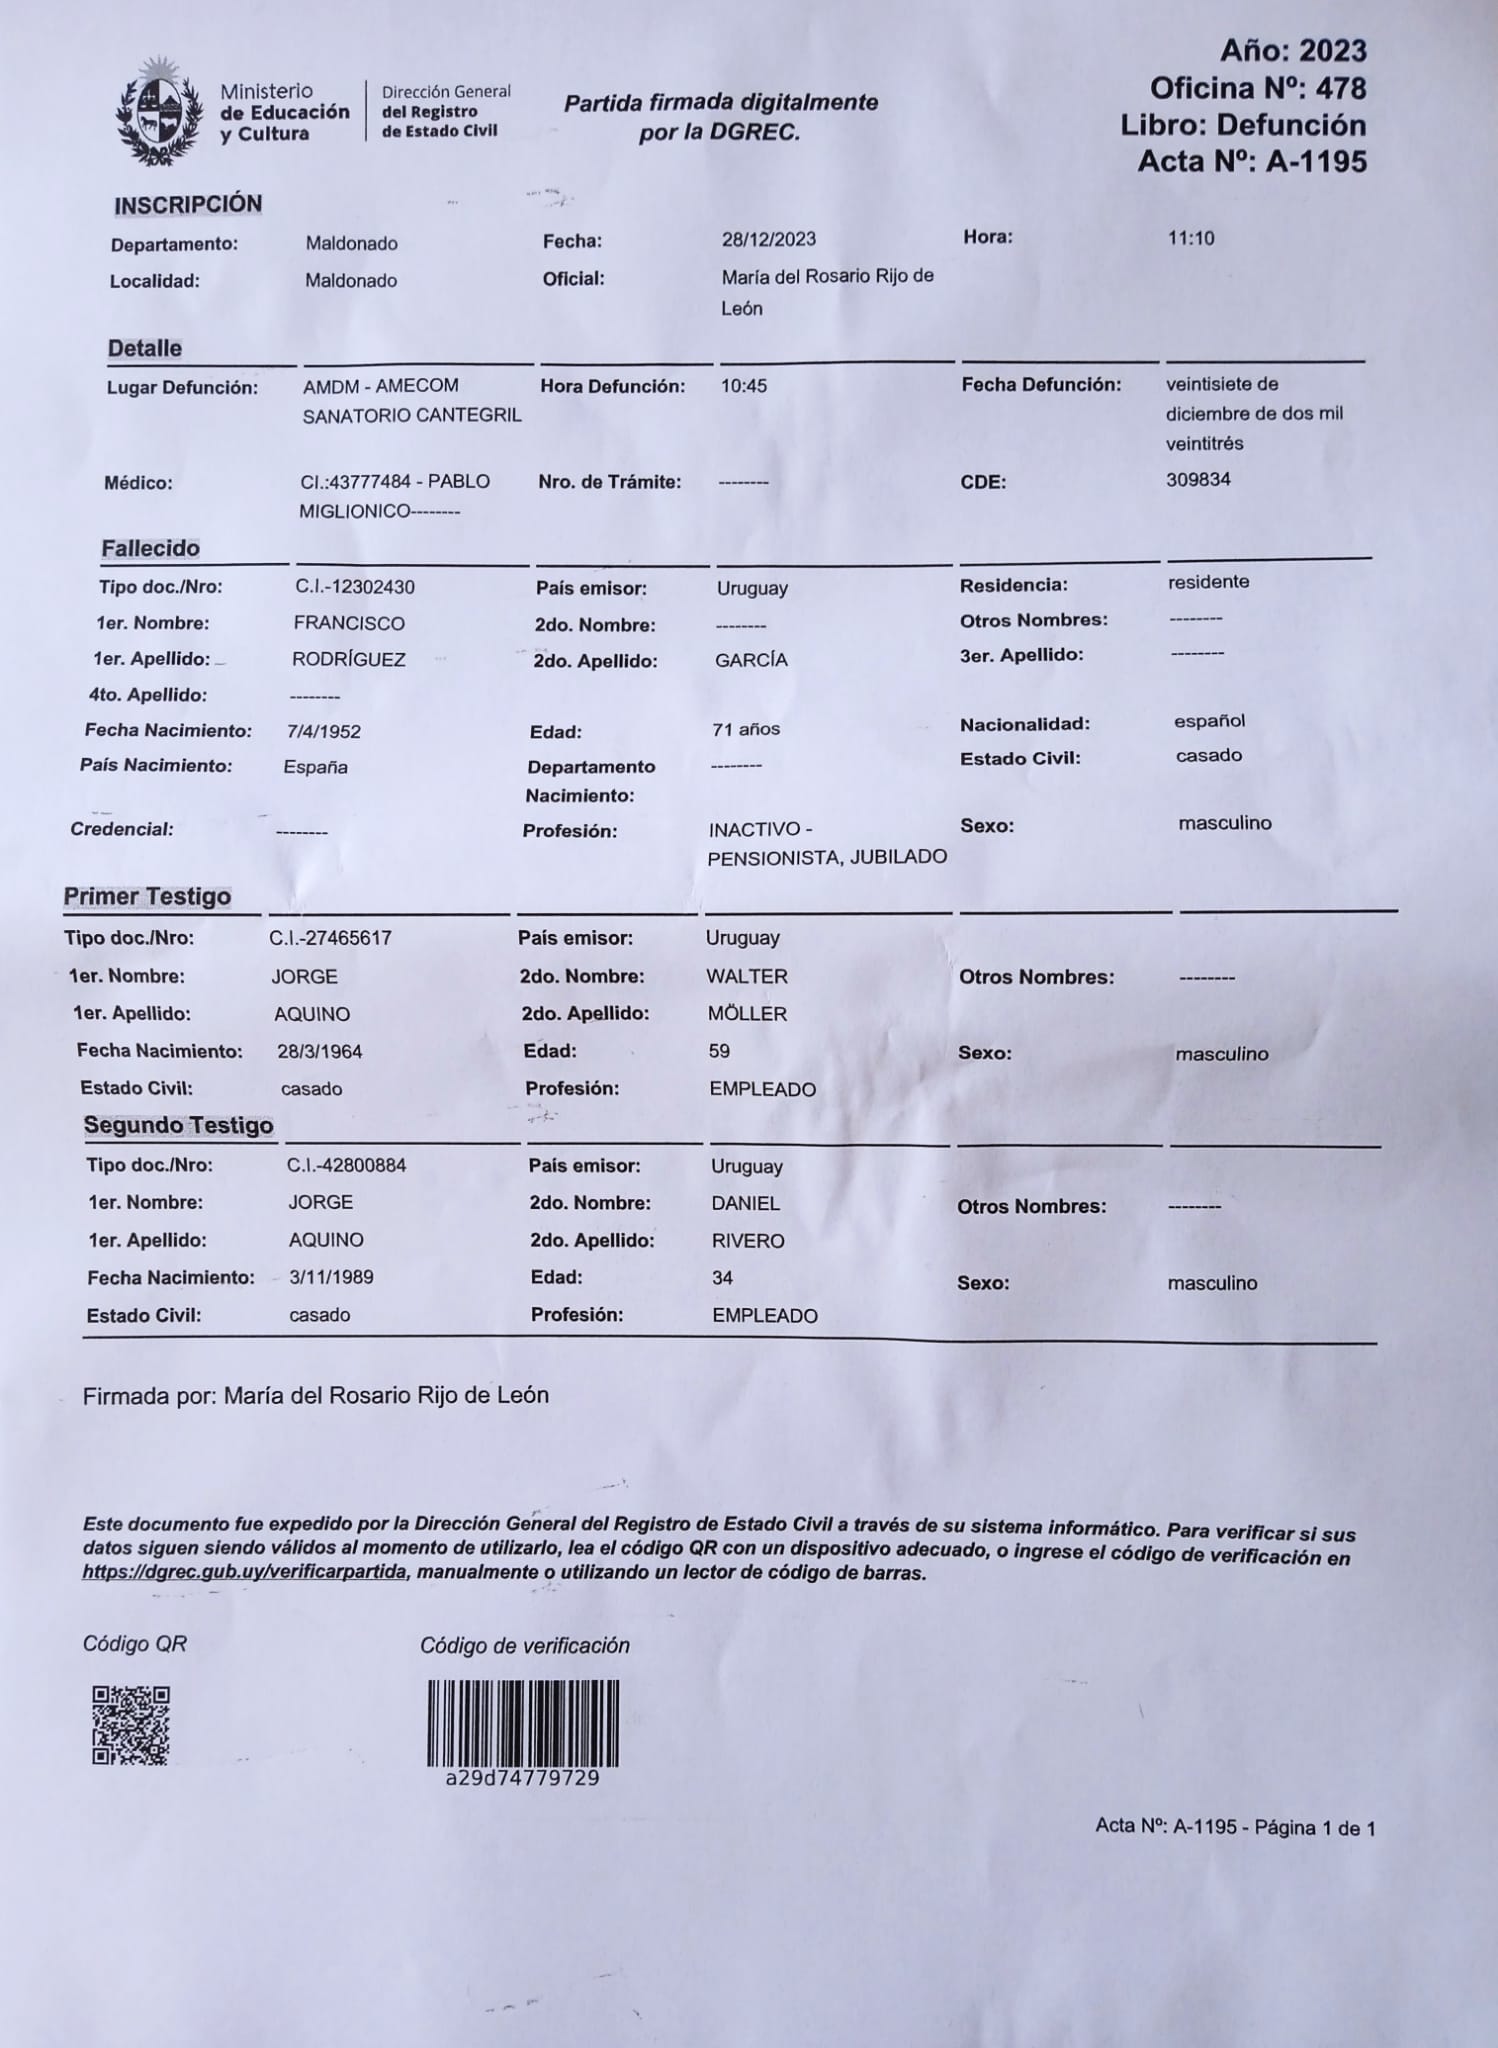 Año: 2023
Oficina Nº: 478
Libro: Defunción
Acta Nº: A-1195
Ministerio
de Educación
y Cultura
Dirección General
del Registro
de Estado Civil
Partida firmada digitalmente
por la DGREC.
INSCRIPCIÓN
Departamento: Maldonado Fecha: 28/12/2023 Hora: 11:10
Localidad: Maldonado Oficial: María del Rosario Rijo de
León
Detalle
Lugar Defunción: AMDM - AMECOM Hora Defunción: 10:45 Fecha Defunción: veintisiete de
SANATORIO CANTEGRIL diciembre de dos mil
veintitrés
Médico: CI.:43777484 - PABLO Nro. de Trámite: -------- CDE: 309834
MIGLIONICO--------
Fallecido
Tipo doc./Nro: C.I.-12302430 País emisor: Uruguay Residencia: residente
1er. Nombre: FRANCISCO 2do. Nombre: -------- Otros Nombres: --------
1er. Apellido: RODRÍGUEZ 2do. Apellido: GARCÍA 3er. Apellido: --------
4to. Apellido: --------
Fecha Nacimiento: 7/4/1952 Edad: 71 años Nacionalidad: español
País Nacimiento: España Departamento -------- Estado Civil: casado
Nacimiento:
Credencial: -------- Profesión: INACTIVO - Sexo: masculino
PENSIONISTA, JUBILADO
Primer Testigo
Tipo doc./Nro: C.I.-27465617 País emisor: Uruguay
1er. Nombre: JORGE 2do. Nombre: WALTER Otros Nombres: --------
1er. Apellido: AQUINO 2do. Apellido: MÖLLER
Fecha Nacimiento: 28/3/1964 Edad: 59 Sexo: masculino
Estado Civil: casado Profesión: EMPLEADO
Segundo Testigo
Tipo doc./Nro: C.I.-42800884 País emisor: Uruguay
1er. Nombre: JORGE 2do. Nombre: DANIEL Otros Nombres: --------
1er. Apellido: AQUINO 2do. Apellido: RIVERO
Fecha Nacimiento: 3/11/1989 Edad: 34 Sexo: masculino
Estado Civil: casado Profesión: EMPLEADO
Firmada por: María del Rosario Rijo de León
Este documento fue expedido por la Dirección General del Registro de Estado Civil a través de su sistema informático. Para verificar si sus
datos siguen siendo válidos al momento de utilizarlo, lea el código QR con un dispositivo adecuado, o ingrese el código de verificación en
https://dgrec.gub.uy/verificarpartida, manualmente o utilizando un lector de código de barras.
Código QR Código de verificación
a29d74779729
Acta Nº: A-1195 - Página 1 de 1